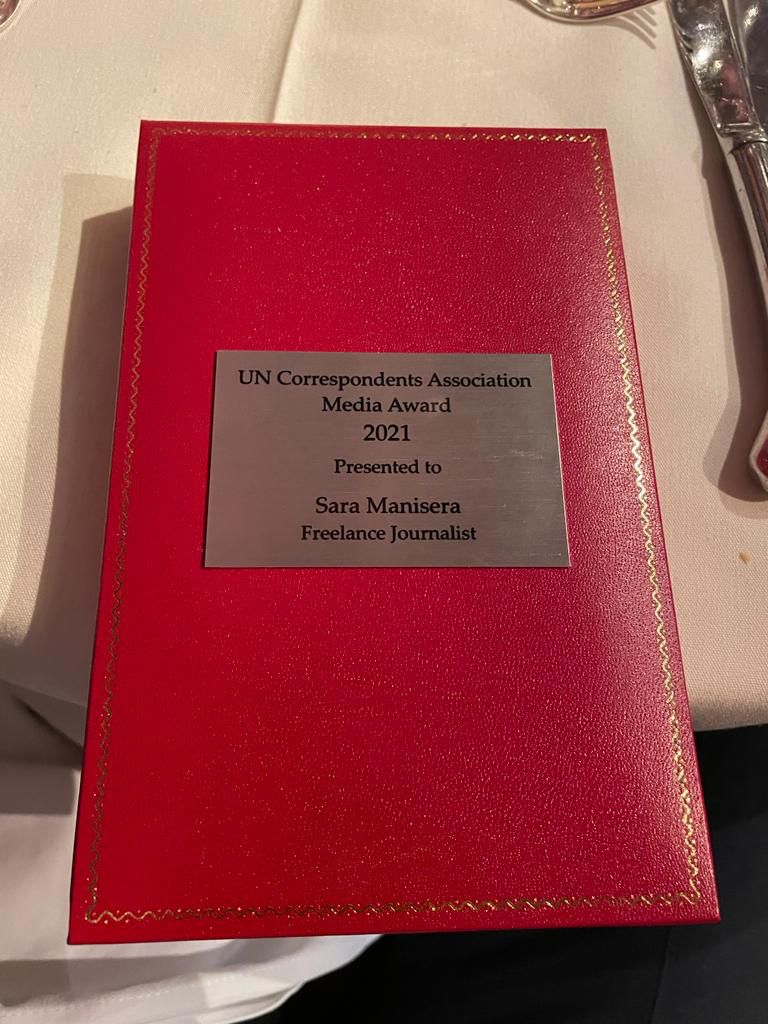 UN Correspondents Association
Media Award
2021
Presented to
Sara Manisera
Freelance Journalist